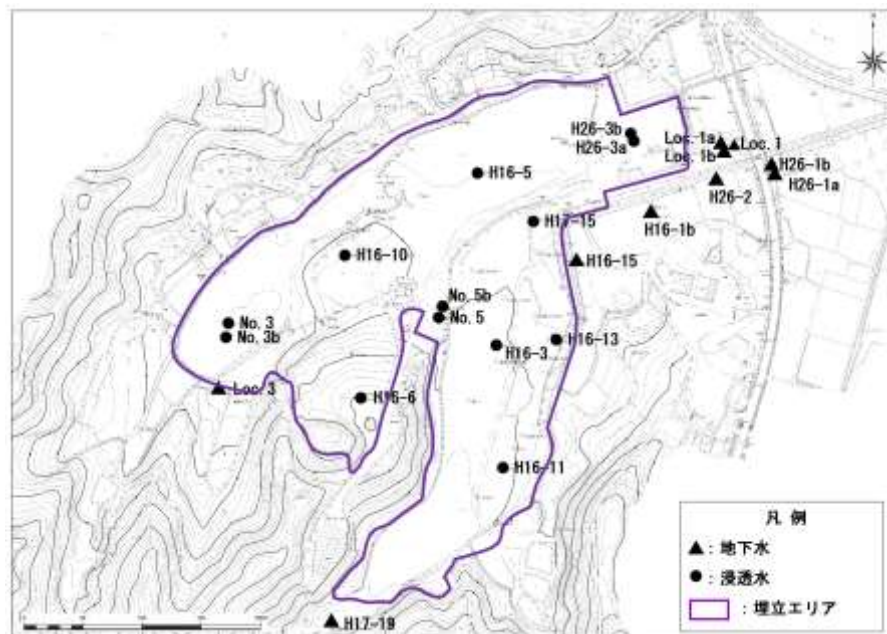 H26-3b
H26-3a
Loc. 1a
Loc. 1
Loc. 1b
H26-1b
H26-1a
H26-2
H16-5
H16-1b
H17-15
H16-15
H16-10
No. 5b
No. 5
No. 3
No. 3b
H16-13
H16-3
Loc. 3
H16-6
H16-11
H17-19
凡 例
▲ : 地下水
● : 浸透水
: 埋立エリア